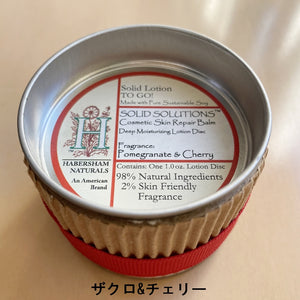 Solid Lotion
TO GO!
Made with Pure Sustainable Soy
SOLID SOLUTIONS™
Cosmetic Skin Repair Balm
Deep Moisturizing Lotion Disc
Fragrance:
Pomegranate & Cherry
Contains: One 1.0oz. Lotion Disc
98% Natural Ingredients
2% Skin Friendly
Fragrance
H
HABERSHAM
NATURALS
An American
Brand
ザクロ&チェリー